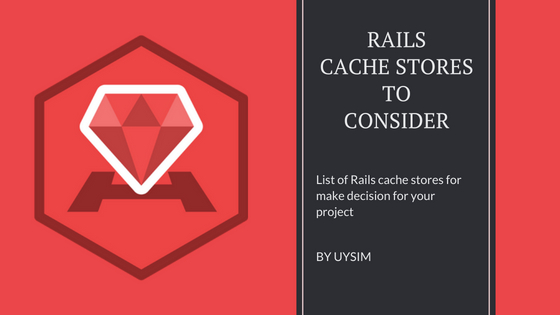 RAILS
CACHE STORES
TO
CONSIDER
List of Rails cache stores for
make decision for your
project
BY UYSIM